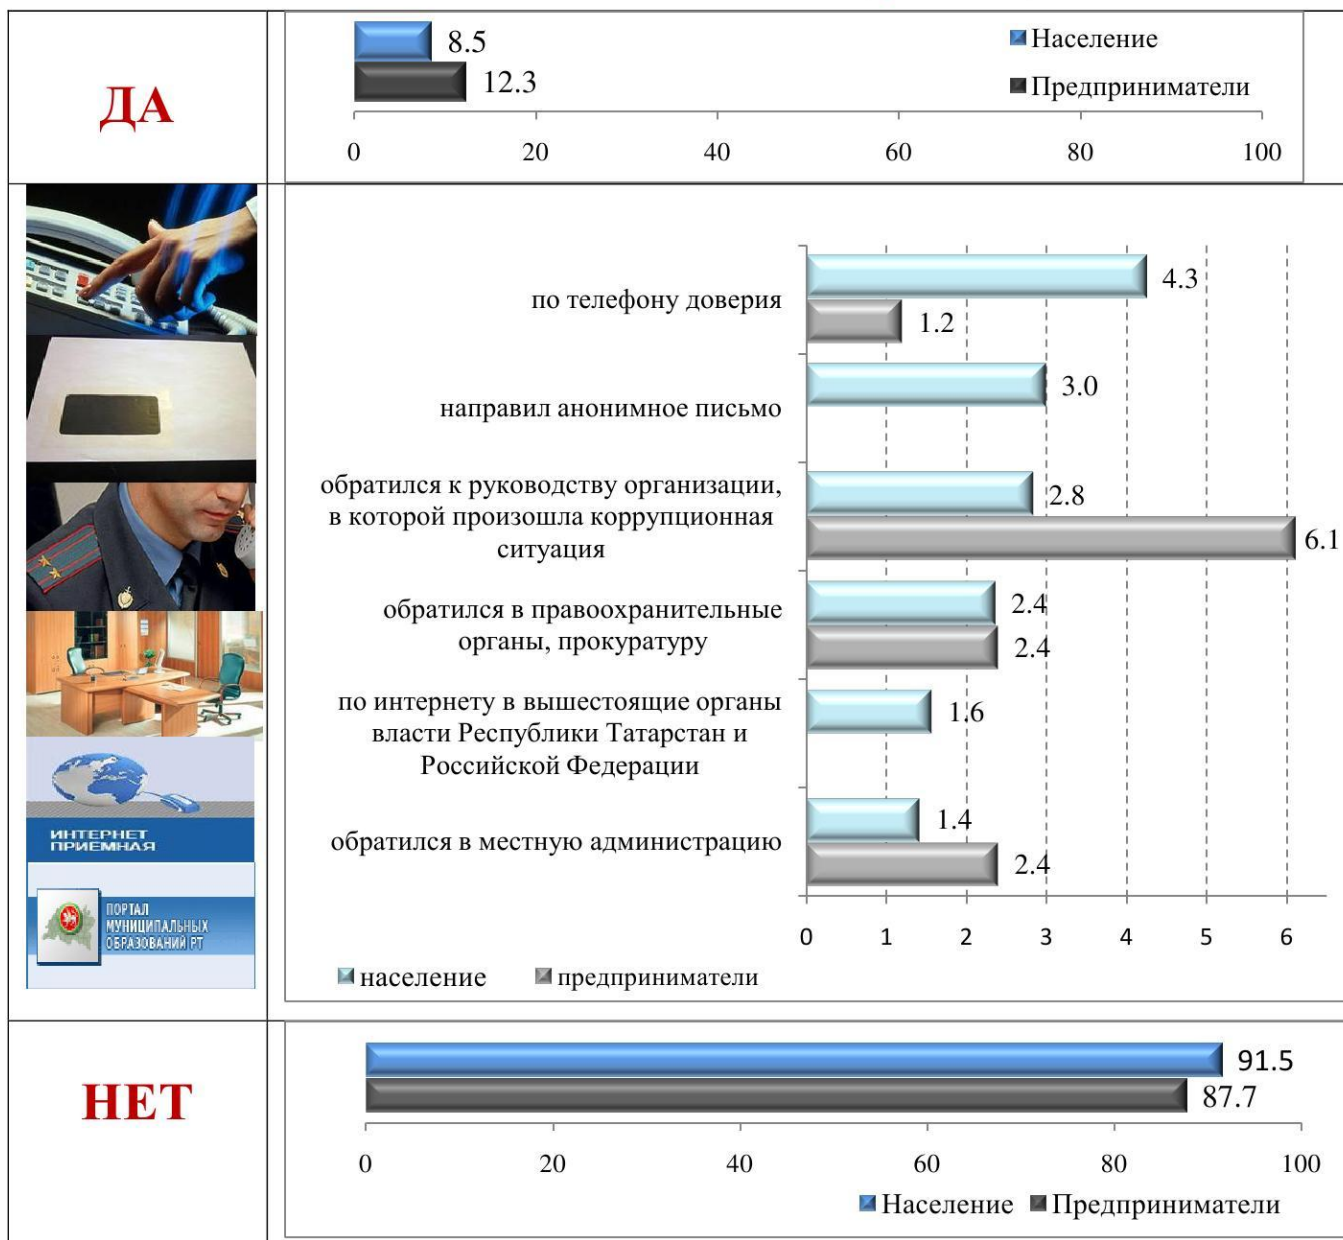 ДА
8.5
12.3
Население
Предприниматели
0 20 40 60 80 100
по телефону доверия
4.3
1.2
направил анонимное письмо
3.0
обратился к руководству организации,
в которой произошла коррупционная
ситуация
2.8
6.1
обратился в правоохранительные
органы, прокуратуру
2.4
2.4
по интернету в вышестоящие органы
власти Республики Татарстан и
Российской Федерации
1.6
обратился в местную администрацию
1.4
2.4
0 1 2 3 4 5 6
население предприниматели
ИНТЕРНЕТ
ПРИЕМНАЯ
ПОРТАЛ
МУНИЦИПАЛЬНЫХ
ОБРАЗОВАНИЙ РТ
НЕТ
91.5
87.7
0 20 40 60 80 100
Население Предприниматели